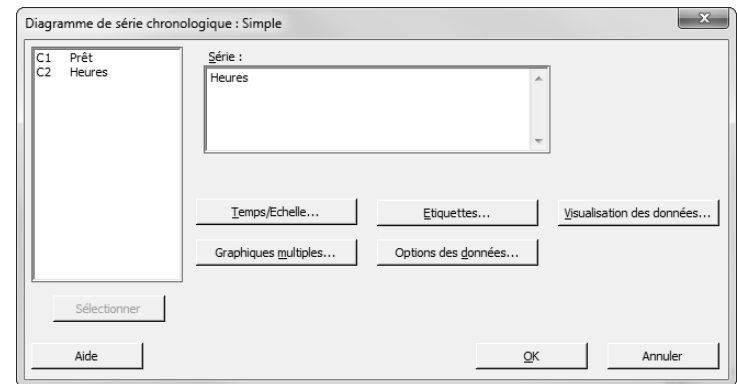 Diagramme de série chronologique : Simple
C1 Prêt
C2 Heures
Série :
Heures
Temps/Echelle...
Etiquettes...
Visualisation des données...
Graphiques multiples...
Options des données...
Sélectionner
Aide
OK
Annuler